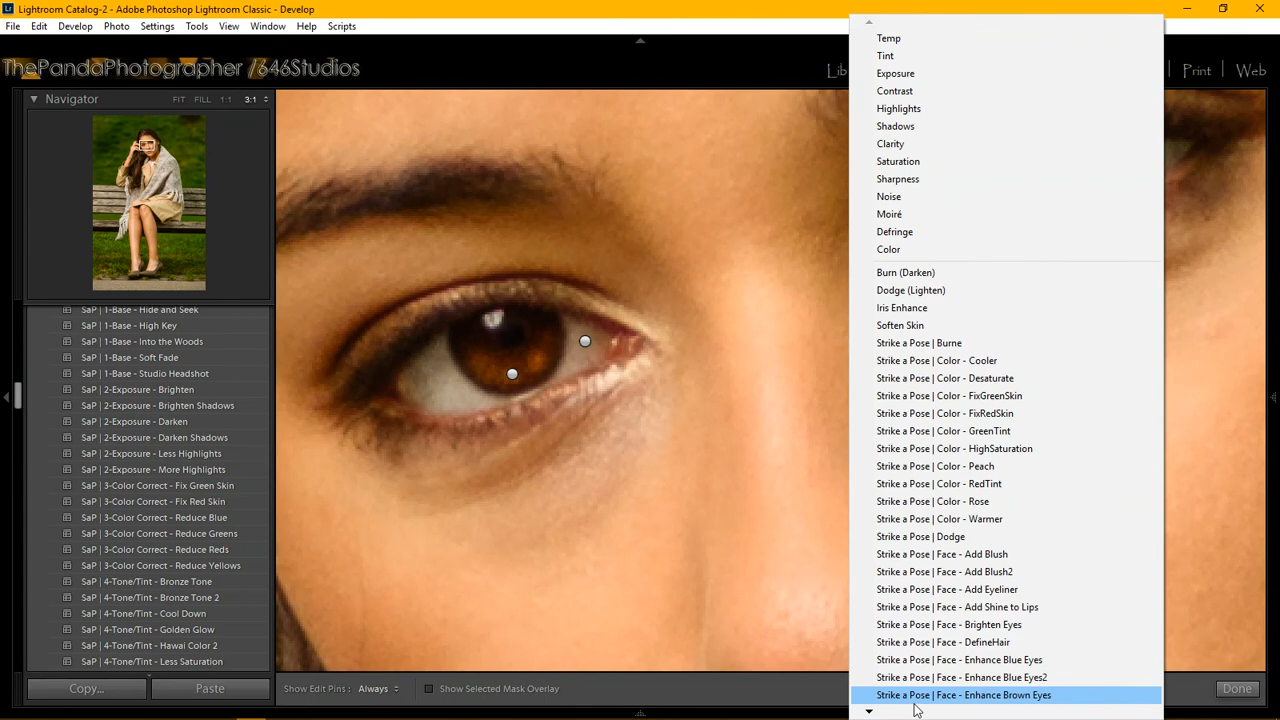 Lightroom Catalog-2 - Adobe Photoshop Lightroom Classic - Develop
File Edit Develop Photo Settings Tools View Window Help Scripts
ThePandaPhotographer /646Studios
Print Web
Navigator FIT FILL 1:1 3:1
SaP | 1-Base - Hide and Seek
SaP | 1-Base - High Key
SaP | 1-Base - Into the Woods
SaP | 1-Base - Soft Fade
SaP | 1-Base - Studio Headshot
SaP | 2-Exposure - Brighten
SaP | 2-Exposure - Brighten Shadows
SaP | 2-Exposure - Darken
SaP | 2-Exposure - Darken Shadows
SaP | 2-Exposure - Less Highlights
SaP | 2-Exposure - More Highlights
SaP | 3-Color Correct - Fix Green Skin
SaP | 3-Color Correct - Fix Red Skin
SaP | 3-Color Correct - Reduce Blue
SaP | 3-Color Correct - Reduce Greens
SaP | 3-Color Correct - Reduce Reds
SaP | 3-Color Correct - Reduce Yellows
SaP | 4-Tone/Tint - Bronze Tone
SaP | 4-Tone/Tint - Bronze Tone 2
SaP | 4-Tone/Tint - Cool Down
SaP | 4-Tone/Tint - Golden Glow
SaP | 4-Tone/Tint - Hawai Color 2
SaP | 4-Tone/Tint - Less Saturation
Copy... Paste
Show Edit Pins : Always Show Selected Mask Overlay
Done
Temp
Tint
Exposure
Contrast
Highlights
Shadows
Clarity
Saturation
Sharpness
Noise
Moiré
Defringe
Color
Burn (Darken)
Dodge (Lighten)
Iris Enhance
Soften Skin
Strike a Pose | Burne
Strike a Pose | Color - Cooler
Strike a Pose | Color - Desaturate
Strike a Pose | Color - FixGreenSkin
Strike a Pose | Color - FixRedSkin
Strike a Pose | Color - GreenTint
Strike a Pose | Color - HighSaturation
Strike a Pose | Color - Peach
Strike a Pose | Color - RedTint
Strike a Pose | Color - Rose
Strike a Pose | Color - Warmer
Strike a Pose | Dodge
Strike a Pose | Face - Add Blush
Strike a Pose | Face - Add Blush2
Strike a Pose | Face - Add Eyeliner
Strike a Pose | Face - Add Shine to Lips
Strike a Pose | Face - Brighten Eyes
Strike a Pose | Face - DefineHair
Strike a Pose | Face - Enhance Blue Eyes
Strike a Pose | Face - Enhance Blue Eyes2
Strike a Pose | Face - Enhance Brown Eyes